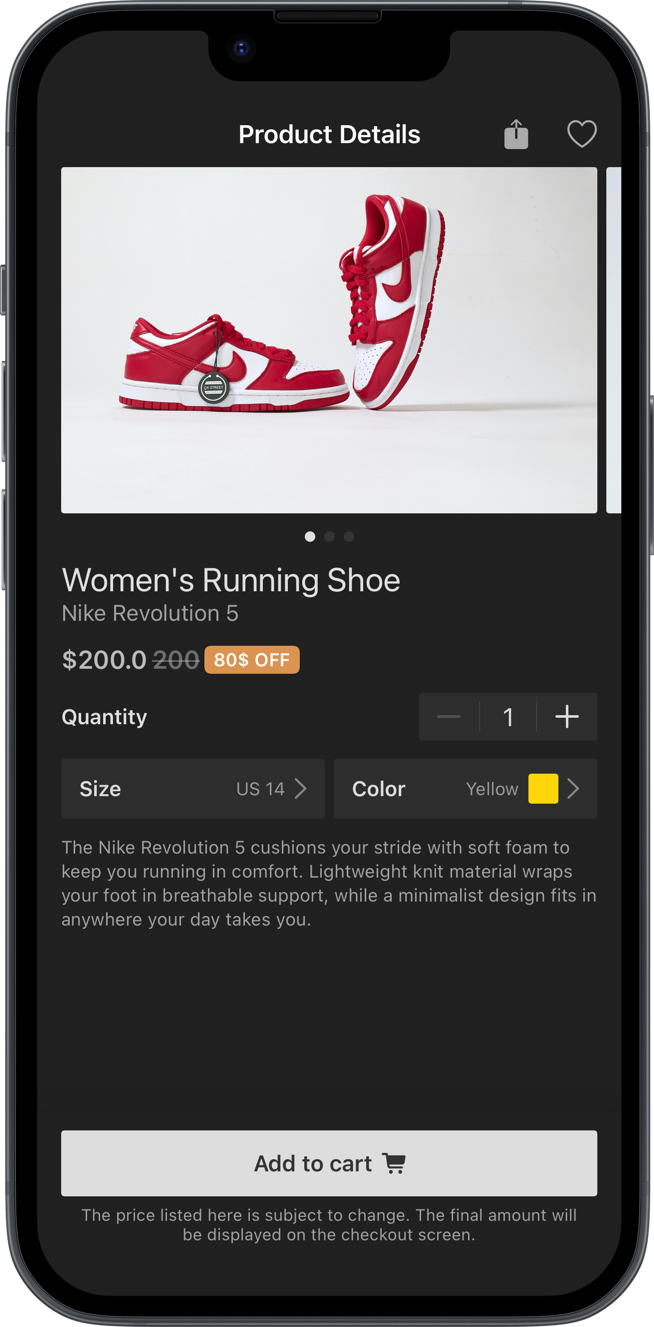 Product Details
Women's Running Shoe
Nike Revolution 5
$200.0 200 80$ OFF
Quantity 1
Size US 14 Color Yellow
The Nike Revolution 5 cushions your stride with soft foam to
keep you running in comfort. Lightweight knit material wraps
your foot in breathable support, while a minimalist design fits in
anywhere your day takes you.
Add to cart
The price listed here is subject to change. The final amount will
be displayed on the checkout screen.